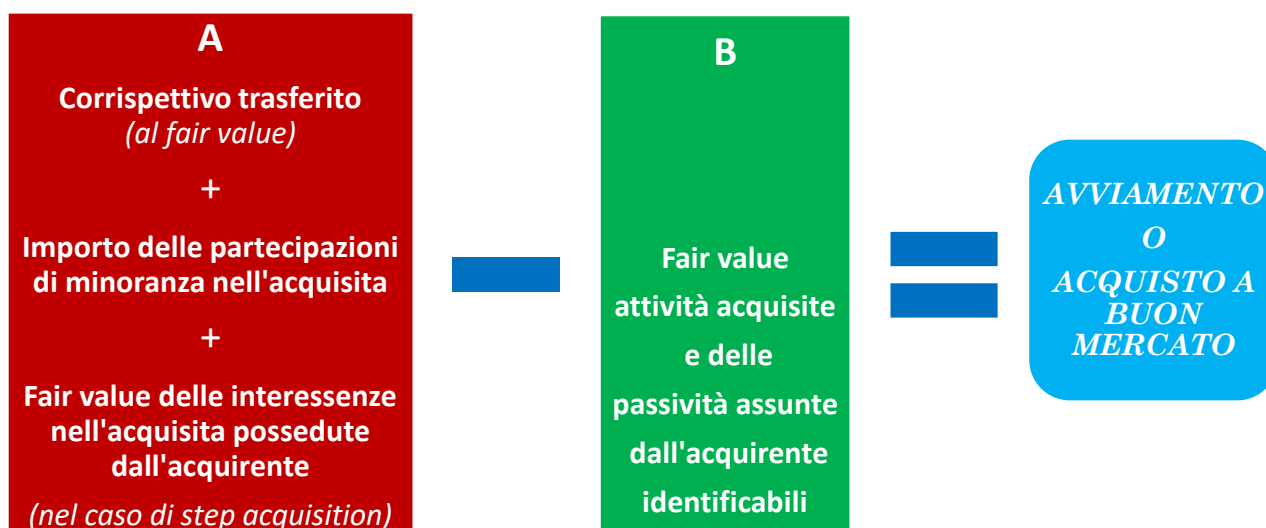 A
Corrispettivo trasferito
(al fair value)
+
Importo delle partecipazioni
di minoranza nell'acquisita
+
Fair value delle interessenze
nell'acquisita possedute
dall'acquirente
(nel caso di step acquisition)
B
Fair value
attività acquisite
e delle
passività assunte
dall'acquirente
identificabili
AVVIAMENTO
O
ACQUISTO A
BUON
MERCATO